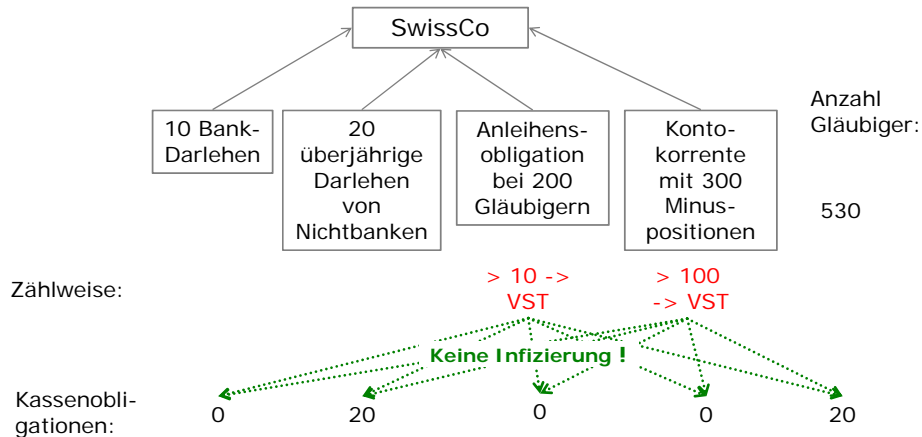 SwissCo
10 Bank-
Darlehen
20
überjährige
Darlehen
von
Nichtbanken
Anleihens-
obligation
bei 200
Gläubigern
Konto-
korrente
mit 300
Minus-
positionen
Anzahl
Gläubiger:
530
Zählweise:
> 10 ->
VST
> 100
-> VST
Keine Infizierung !
Kassenobli-
gationen:
0
20
0
0
20